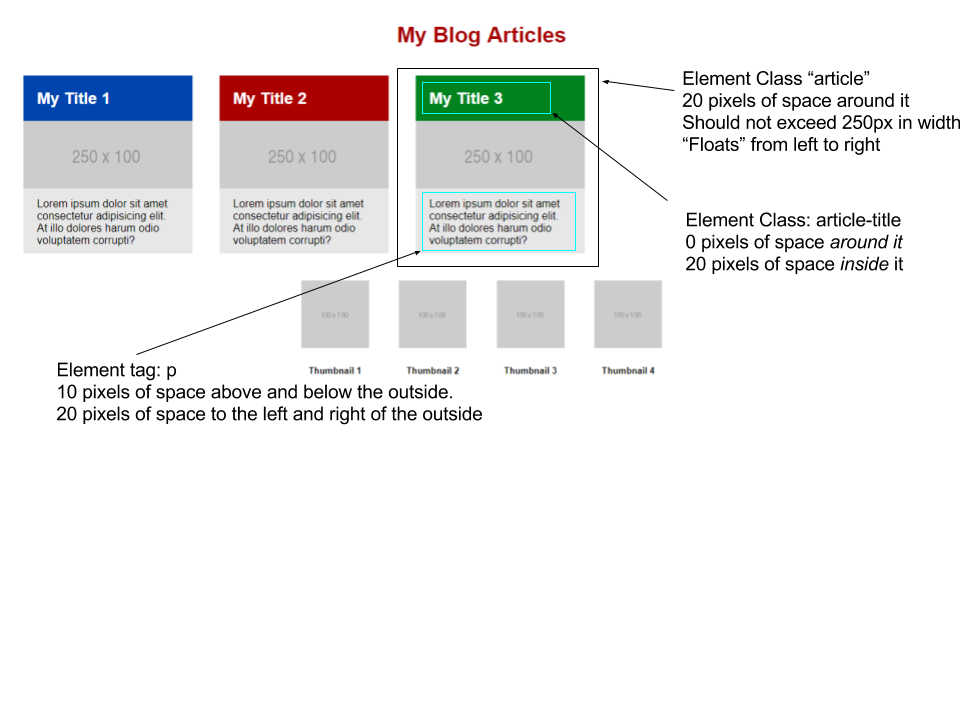 My Blog Articles
My Title 1
My Title 2
My Title 3
250 x 100
250 x 100
250 x 100
Lorem ipsum dolor sit amet
consectetur adipisicing elit.
At illo dolores harum odio
voluptatem corrupti?
Lorem ipsum dolor sit amet
consectetur adipisicing elit.
At illo dolores harum odio
voluptatem corrupti?
Lorem ipsum dolor sit amet
consectetur adipisicing elit.
At illo dolores harum odio
voluptatem corrupti?
Element Class “article”
20 pixels of space around it
Should not exceed 250px in width
“Floats” from left to right
Element Class: article-title
0 pixels of space around it
20 pixels of space inside it
100 x 100
100 x 100
100 x 100
100 x 100
Thumbnail 1
Thumbnail 2
Thumbnail 3
Thumbnail 4
Element tag: p
10 pixels of space above and below the outside.
20 pixels of space to the left and right of the outside